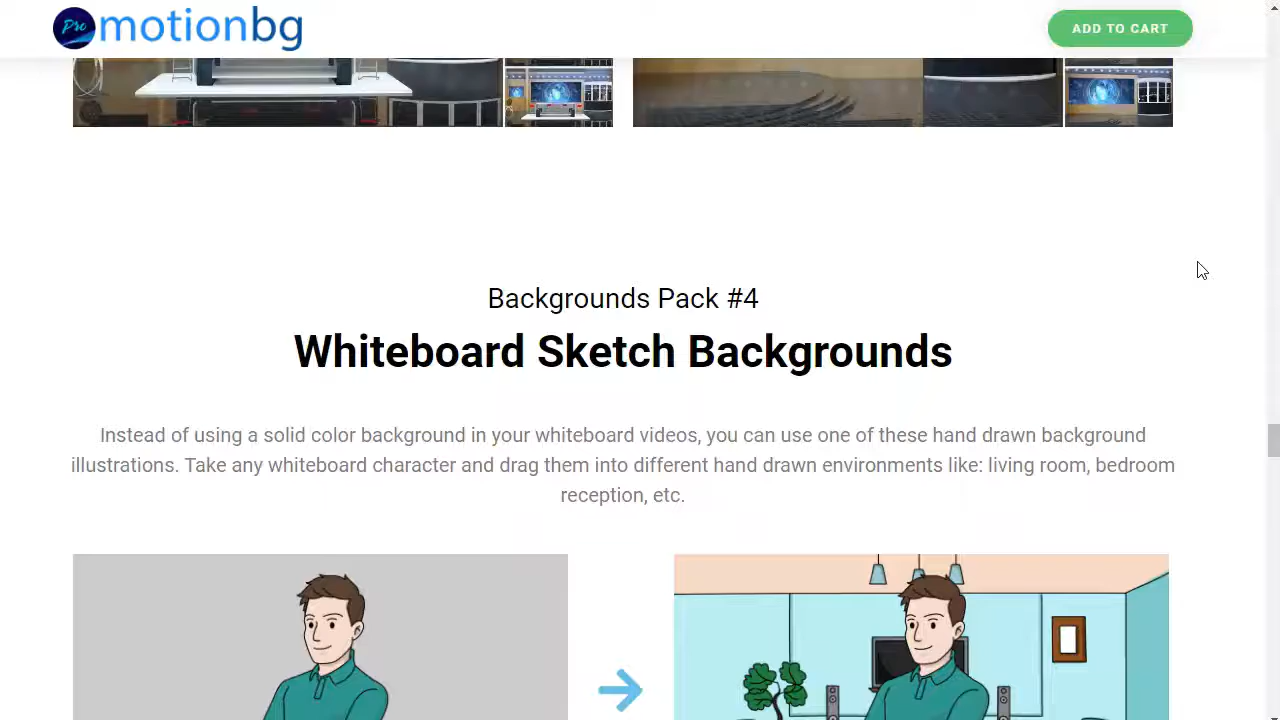 Pro motionbg
ADD TO CART
Backgrounds Pack #4
Whiteboard Sketch Backgrounds
Instead of using a solid color background in your whiteboard videos, you can use one of these hand drawn background
illustrations. Take any whiteboard character and drag them into different hand drawn environments like: living room, bedroom
reception, etc.